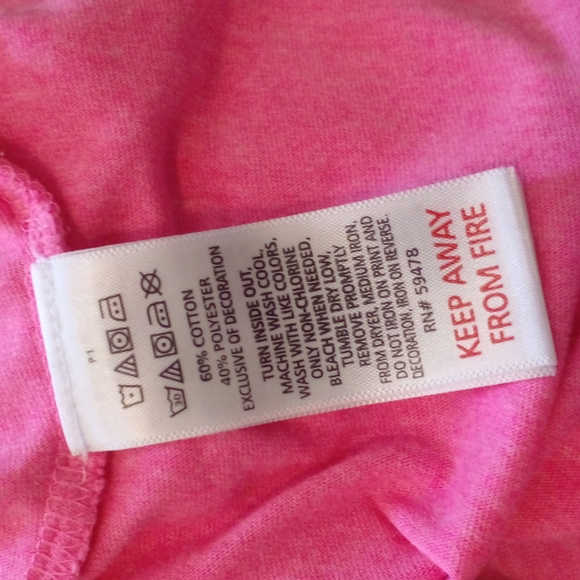 P1
30
60% COTTON
40% POLYESTER
EXCLUSIVE OF DECORATION
TURN INSIDE OUT,
MACHINE WASH COOL,
WASH WITH LIKE COLORS,
ONLY NON-CHLORINE
BLEACH WHEN NEEDED,
TUMBLE DRY LOW,
REMOVE PROMPTLY
FROM DRYER, MEDIUM IRON,
DO NOT IRON ON PRINT AND
DECORATION, IRON ON REVERSE.
RN# 59478
KEEP AWAY
FROM FIRE